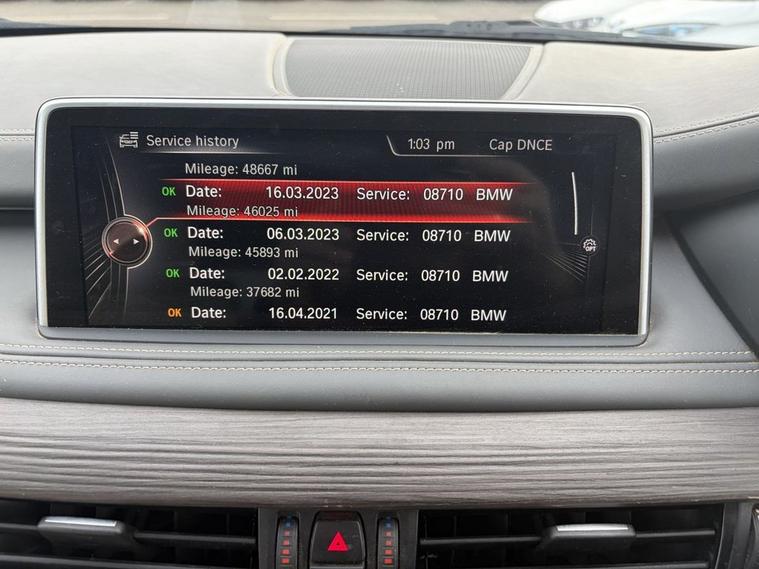 Service history 1:03 pm Cap DNCE
Mileage: 48667 mi
OK Date: 16.03.2023 Service: 08710 BMW
Mileage: 46025 mi
OK Date: 06.03.2023 Service: 08710 BMW
Mileage: 45893 mi
OK Date: 02.02.2022 Service: 08710 BMW
Mileage: 37682 mi
OK Date: 16.04.2021 Service: 08710 BMW
OPT